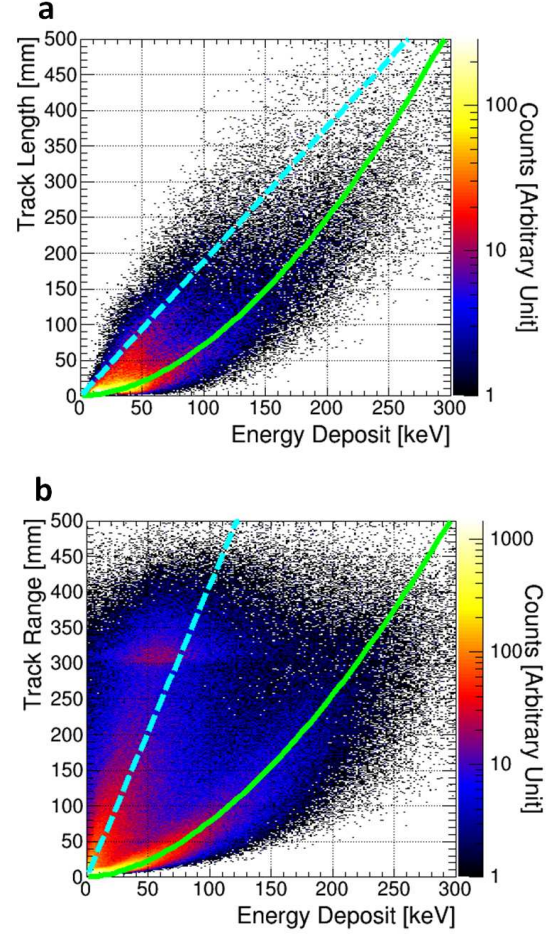 a
Track Length [mm]
500
450
400
350
300
250
200
150
100
50
0
0 50 100 150 200 250 300
Energy Deposit [keV]
100
10
1
Counts [Arbitrary Unit]
b
Track Range [mm]
500
450
400
350
300
250
200
150
100
50
0
0 50 100 150 200 250 300
Energy Deposit [keV]
1000
1000
10
1
Counts [Arbitrary Unit]